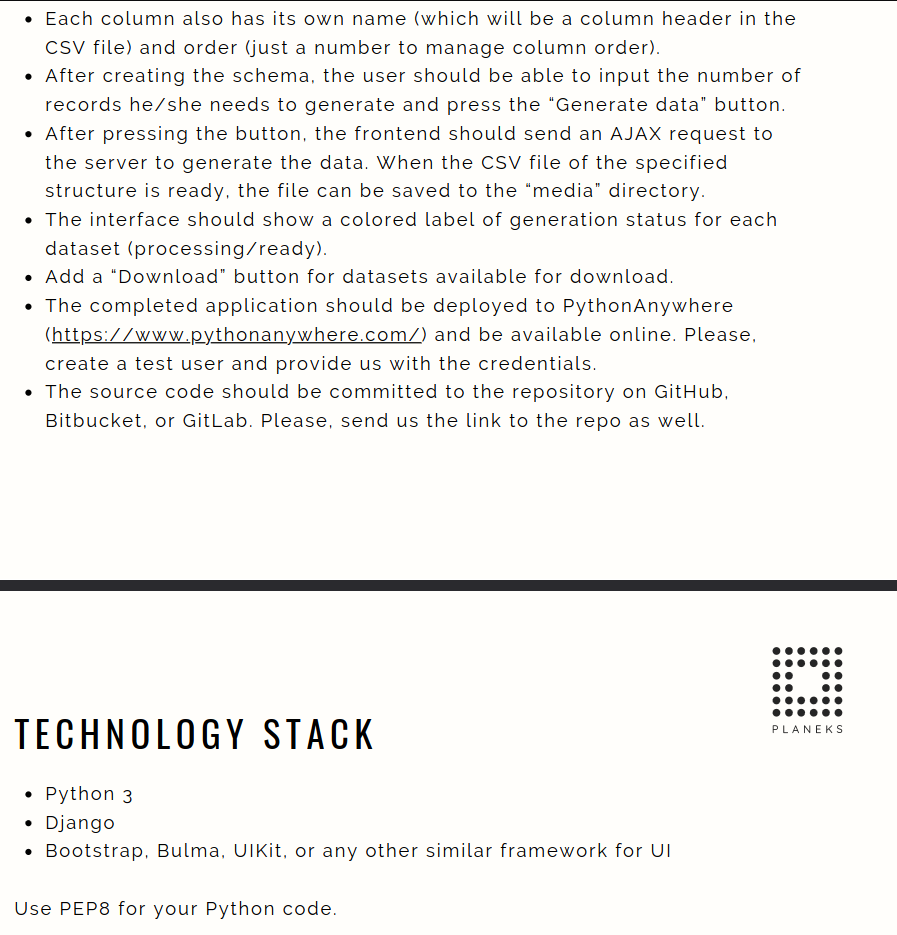 Each column also has its own name (which will be a column header in the
CSV file) and order (just a number to manage column order).
After creating the schema, the user should be able to input the number of
records he/she needs to generate and press the “Generate data” button.
After pressing the button, the frontend should send an AJAX request to
the server to generate the data. When the CSV file of the specified
structure is ready, the file can be saved to the “media” directory.
The interface should show a colored label of generation status for each
dataset (processing/ready).
Add a “Download” button for datasets available for download.
The completed application should be deployed to PythonAnywhere
(https://www.pythonanywhere.com/) and be available online. Please,
create a test user and provide us with the credentials.
The source code should be committed to the repository on GitHub,
Bitbucket, or GitLab. Please, send us the link to the repo as well.
PLANEKS
TECHNOLOGY STACK
Python 3
Django
Bootstrap, Bulma, UIKit, or any other similar framework for UI
Use PEP8 for your Python code.